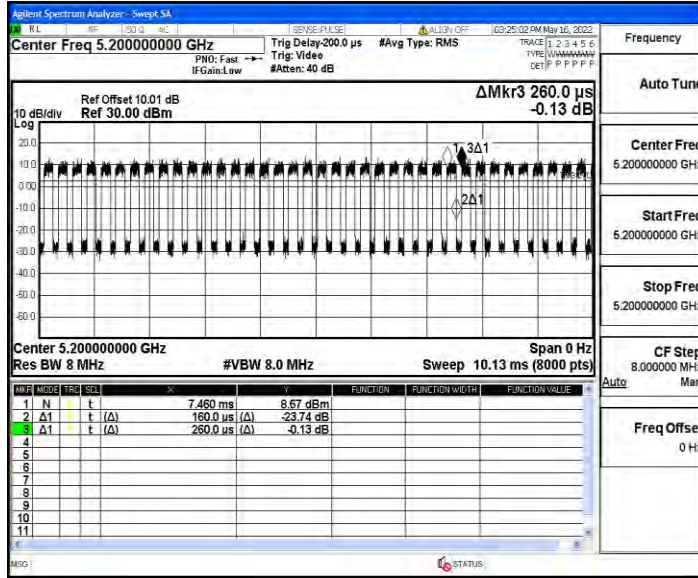 Agilent Spectrum Analyzer - Swept SA
RL RF 50 Ω AC SENSE:PULSE ALIGN OFF 03:25:02 PM May 16, 2022
Center Freq 5.200000000 GHz
PNO: Fast
IFGain:Low
Trig Delay-200.0 µs
Trig: Video
#Atten: 40 dB
#Avg Type: RMS
TRACE 1 2 3 4 5 6
TYPE WWWWWW
DET P P P P P P
Ref Offset 10.01 dB
10 dB/div Ref 30.00 dBm
Log
ΔMkr3 260.0 µs
-0.13 dB
20.0
10.0
0.00
-10.0
-20.0
-30.0
-40.0
-50.0
-60.0
1 3Δ1
2Δ1
Center 5.200000000 GHz Span 0 Hz
Res BW 8 MHz #VBW 8.0 MHz Sweep 10.13 ms (8000 pts)
MKR MODE TRC SCL X Y FUNCTION FUNCTION WIDTH FUNCTION VALUE
1 N t 7.460 ms 8.67 dBm
2 Δ1 t (Δ) 160.0 µs (Δ) -23.74 dB
3 Δ1 t (Δ) 260.0 µs (Δ) -0.13 dB
4
5
6
7
8
9
10
11
MSG STATUS
Frequency
Auto Tune
Center Freq
5.200000000 GHz
Start Freq
5.200000000 GHz
Stop Freq
5.200000000 GHz
CF Step
8.000000 MHz
Auto Man
Freq Offset
0 Hz